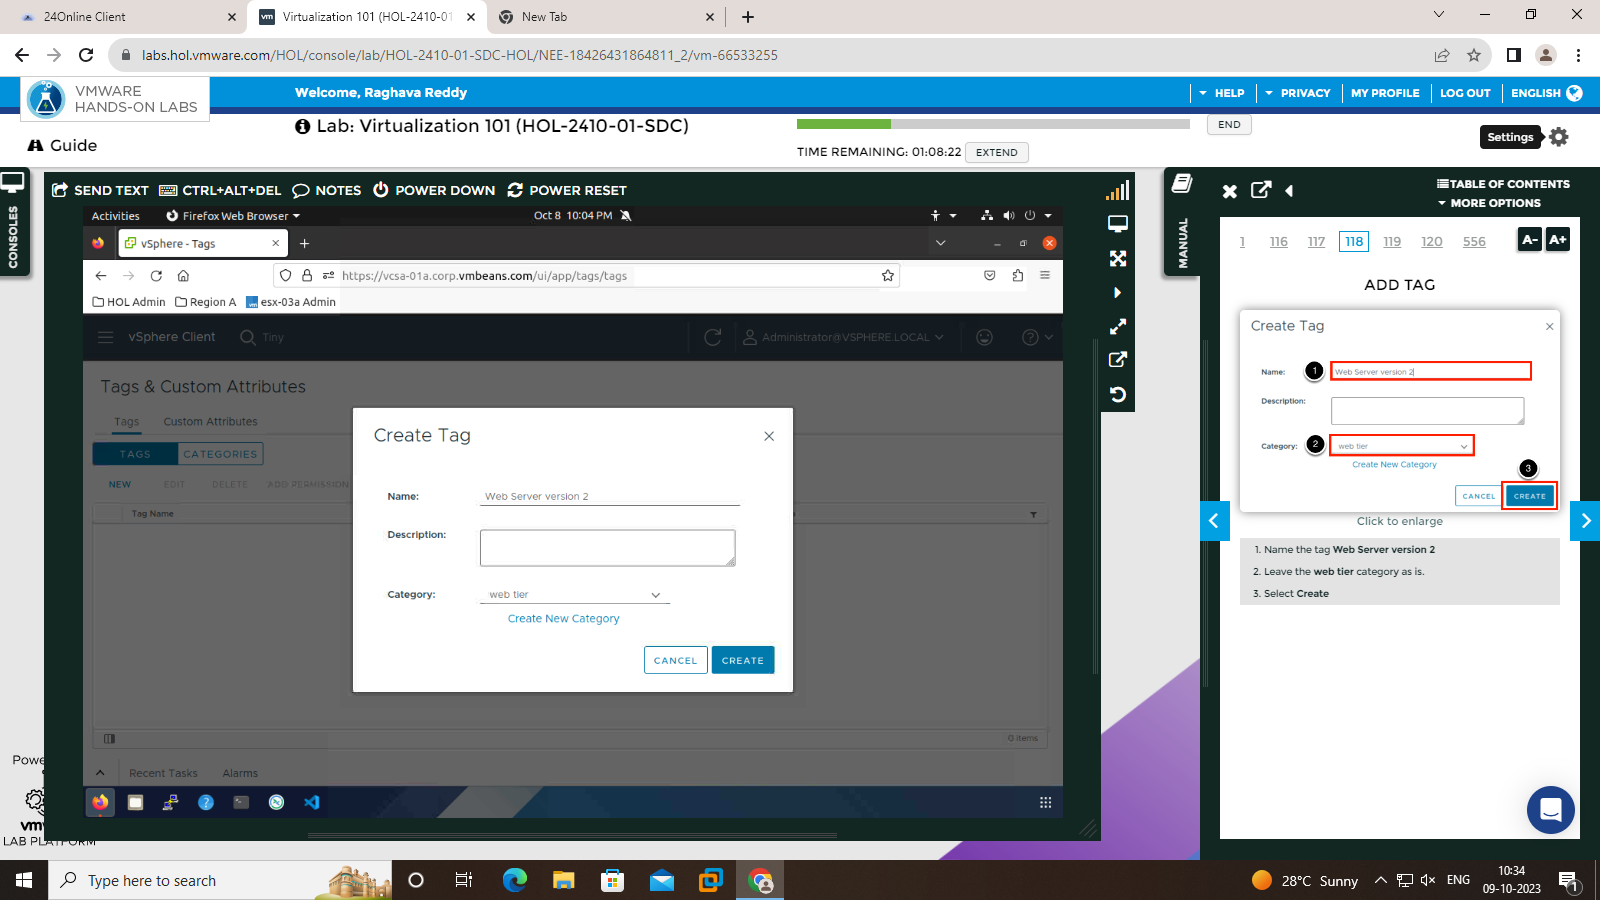 24Online Client
Virtualization 101 (HOL-2410-01
New Tab
labs.hol.vmware.com/HOL/console/lab/HOL-2410-01-SDC-HOL/NEE-18426431864811_2/vm-66533255
VMWARE
HANDS-ON LABS
Welcome, Raghava Reddy
HELP
PRIVACY
MY PROFILE
LOG OUT
ENGLISH
Lab: Virtualization 101 (HOL-2410-01-SDC)
END
Guide
TIME REMAINING: 01:08:22
EXTEND
Settings
CONSOLES
SEND TEXT
CTRL+ALT+DEL
NOTES
POWER DOWN
POWER RESET
Activities
Firefox Web Browser
Oct 8 10:04 PM
vSphere - Tags
https://vcsa-01a.corp.vmbeans.com/ui/app/tags/tags
HOL Admin
Region A
esx-03a Admin
vSphere Client
Tiny
Administrator@VSPHERE.LOCAL
Tags & Custom Attributes
Tags
Custom Attributes
TAGS
CATEGORIES
NEW
EDIT
DELETE
ADD PERMISSION
Tag Name
Create Tag
Name:
Web Server version 2
Description:
Category:
web tier
Create New Category
CANCEL
CREATE
0 items
Recent Tasks
Alarms
Powe
vmw
LAB PLATFORM
MANUAL
TABLE OF CONTENTS
MORE OPTIONS
1 116 117 118 119 120 556
A- A+
ADD TAG
Create Tag
Name:
1
Web Server version 2
Description:
Category:
2
web tier
Create New Category
3
CANCEL
CREATE
Click to enlarge
1. Name the tag Web Server version 2
2. Leave the web tier category as is.
3. Select Create
Type here to search
28°C Sunny
ENG
10:34
09-10-2023
1